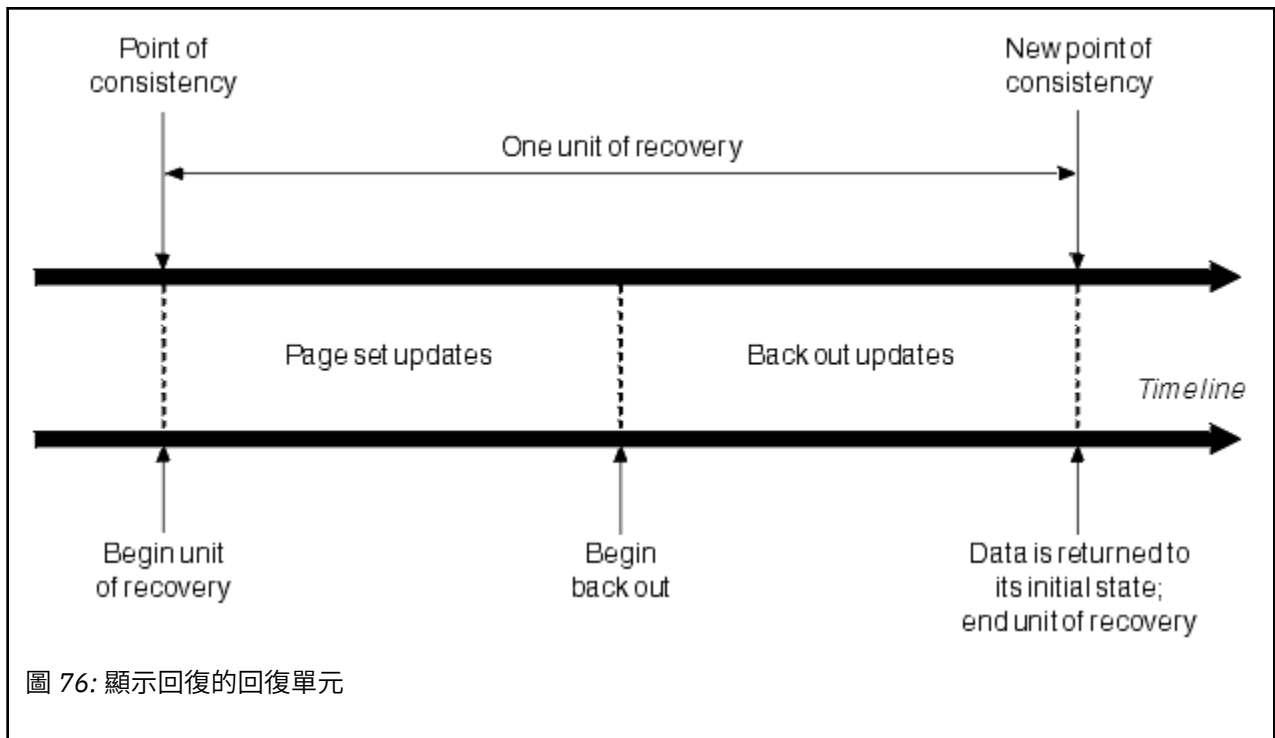 Point of
consistency
New point of
consistency
One unit of recovery
Page set updates
Back out updates
Timeline
Begin unit
of recovery
Begin
back out
Data is returned to
its initial state;
end unit of recovery
圖 76: 顯示回復的回復單元